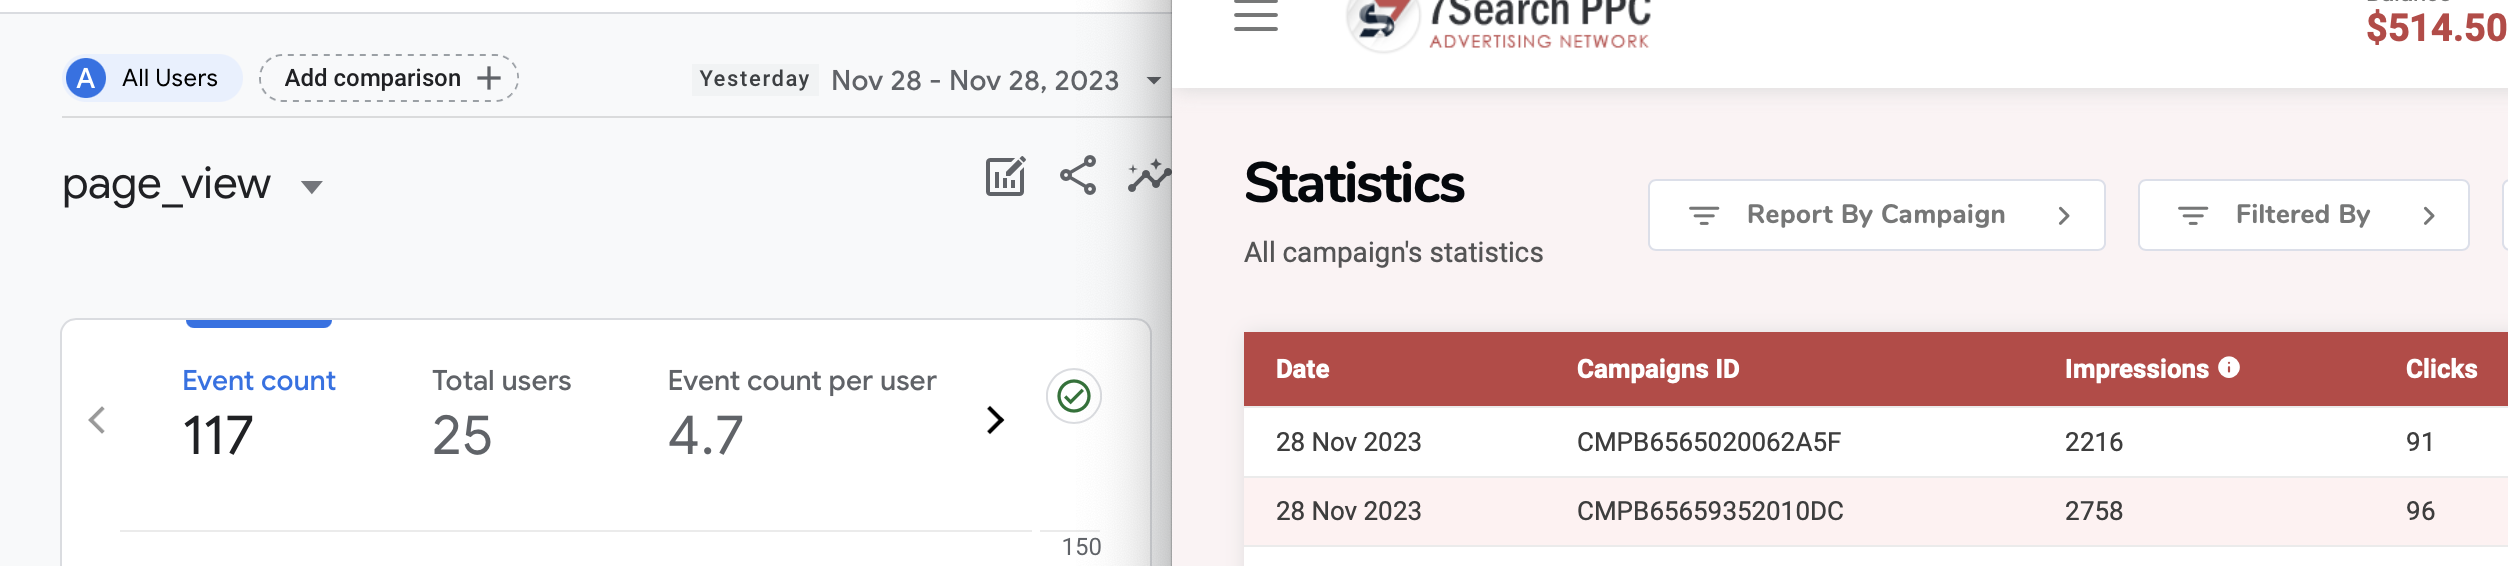 A All Users
Add comparison +
Yesterday Nov 28 - Nov 28, 2023
page_view
Event count
117
Total users
25
Event count per user
4.7
150
7Search PPC
ADVERTISING NETWORK
Balance
$514.50
Statistics
All campaign's statistics
Report By Campaign
Filtered By
Date Campaigns ID Impressions Clicks
28 Nov 2023 CMPB6565020062A5F 2216 91
28 Nov 2023 CMPB65659352010DC 2758 96